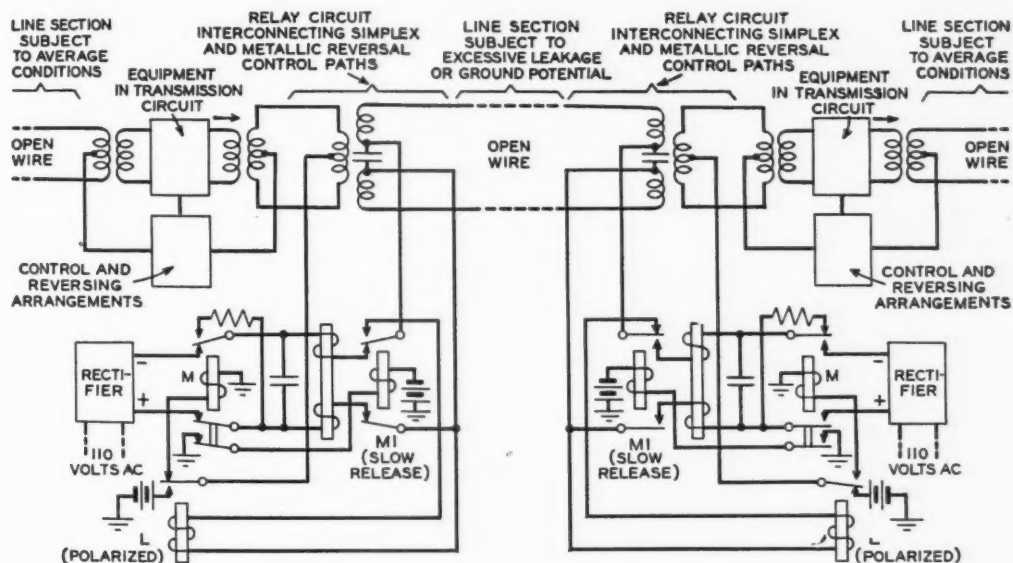 LINE SECTION
SUBJECT
TO AVERAGE
CONDITIONS
EQUIPMENT
IN TRANSMISSION
CIRCUIT
RELAY CIRCUIT
INTERCONNECTING SIMPLEX
AND METALLIC REVERSAL
CONTROL PATHS
LINE SECTION
SUBJECT TO
EXCESSIVE LEAKAGE
OR GROUND POTENTIAL
RELAY CIRCUIT
INTERCONNECTING SIMPLEX
AND METALLIC REVERSAL
CONTROL PATHS
EQUIPMENT
IN TRANSMISSION
CIRCUIT
LINE SECTION
SUBJECT
TO AVERAGE
CONDITIONS
OPEN
WIRE
OPEN
WIRE
OPEN
WIRE
CONTROL AND
REVERSING
ARRANGEMENTS
CONTROL AND
REVERSING
ARRANGEMENTS
RECTI-
FIER
-
+
110
VOLTS AC
M
M1
(SLOW
RELEASE)
L
(POLARIZED)
M1
(SLOW
RELEASE)
M
RECTI-
FIER
-
+
110
VOLTS AC
L
(POLARIZED)